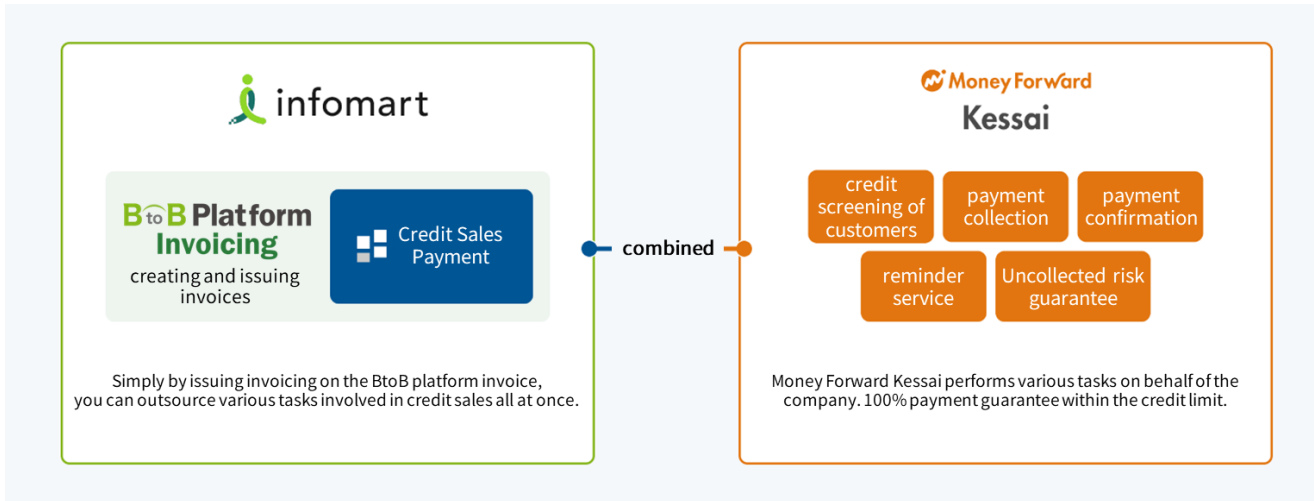 infomart
BtoB Platform
Invoicing
creating and issuing
invoices
Credit Sales
Payment
Simply by issuing invoicing on the BtoB platform invoice,
you can outsource various tasks involved in credit sales all at once.
combined
Money Forward
Kessai
credit
screening of
customers
payment
collection
payment
confirmation
reminder
service
Uncollected risk
guarantee
Money Forward Kessai performs various tasks on behalf of the
company. 100% payment guarantee within the credit limit.